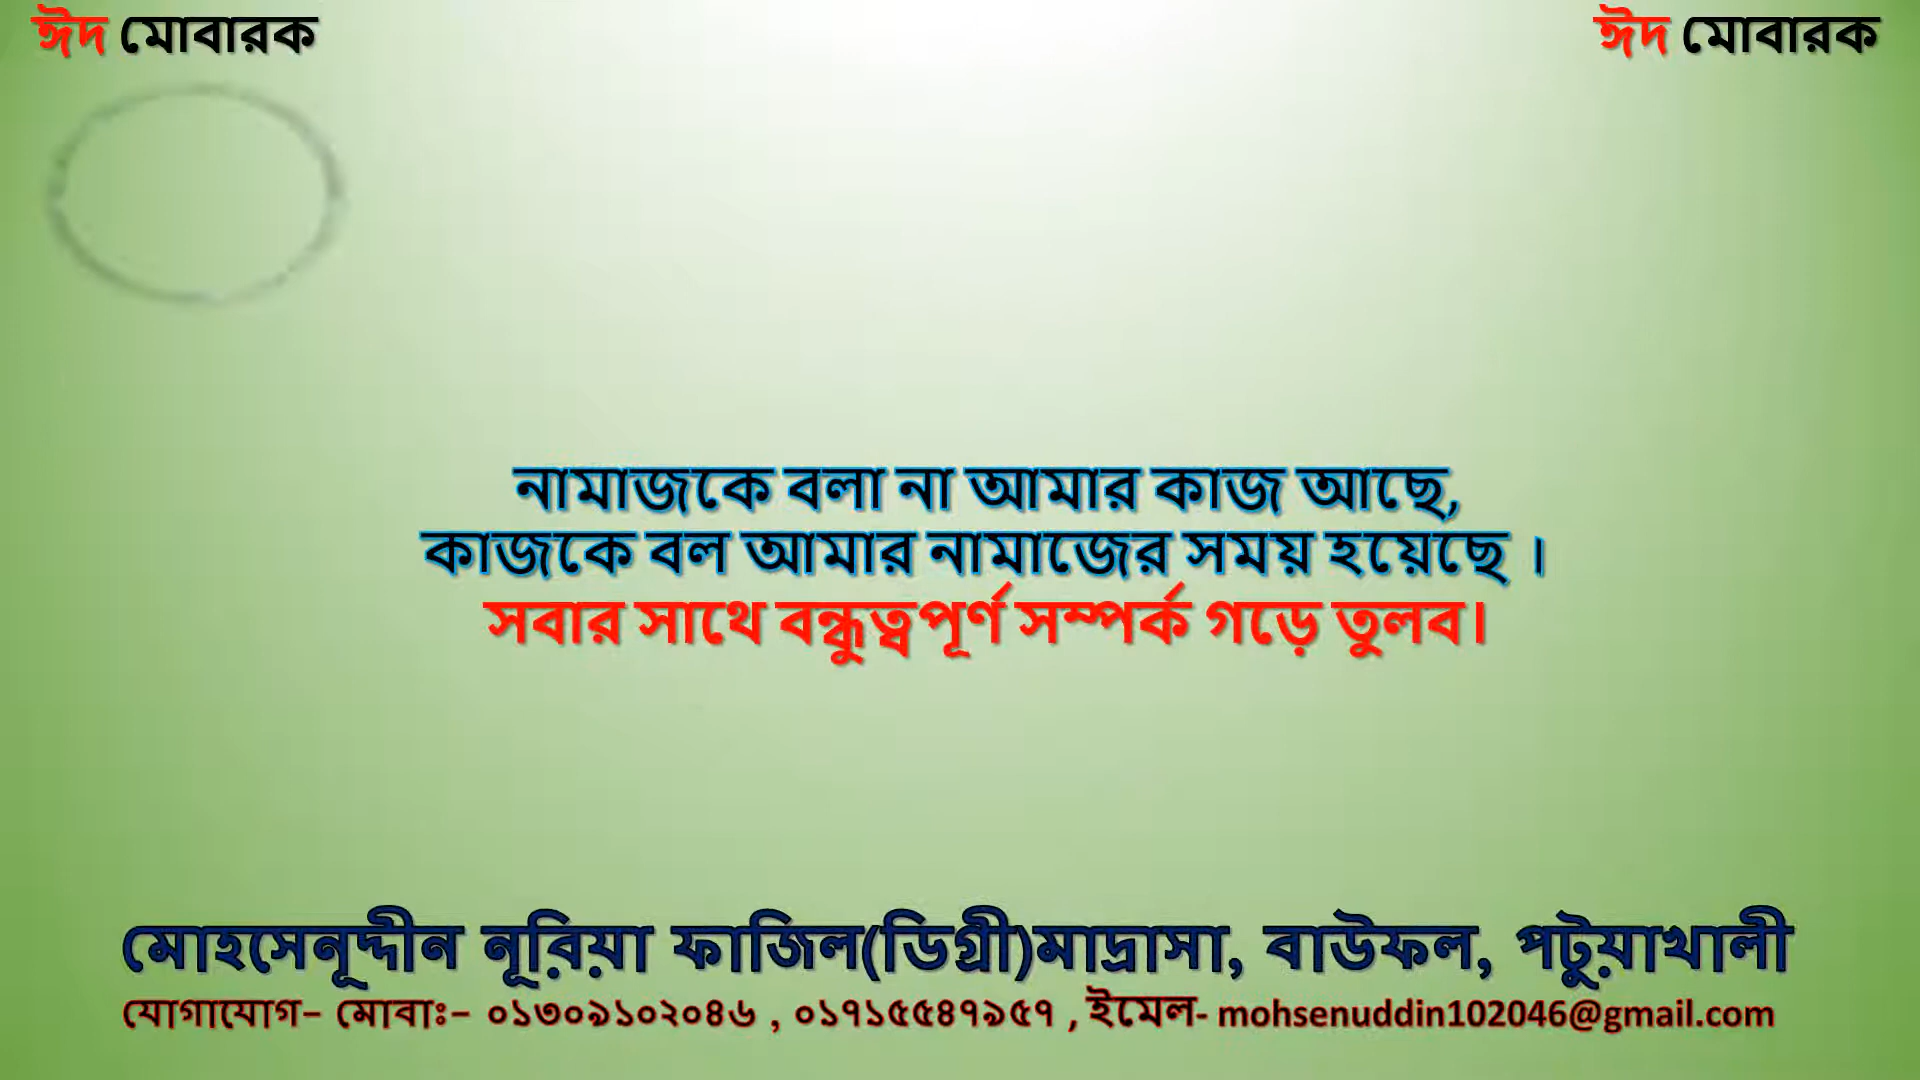 ঈদ মোবারক
ঈদ মোবারক
নামাজকে বলা না আমার কাজ আছে,
কাজকে বল আমার নামাজের সময় হয়েছে ।
সবার সাথে বন্ধুত্বপূর্ণ সম্পর্ক গড়ে তুলব।
মোহসেনূদ্দীন নূরিয়া ফাজিল(ডিগ্রী)মাদ্রাসা, বাউফল, পটুয়াখালী
যোগাযোগ– মোবাঃ– ০১৩০৯১০২০৪৬ , ০১৭১৫৫৪৭৯৫৭ , ইমেল- mohsenuddin102046@gmail.com